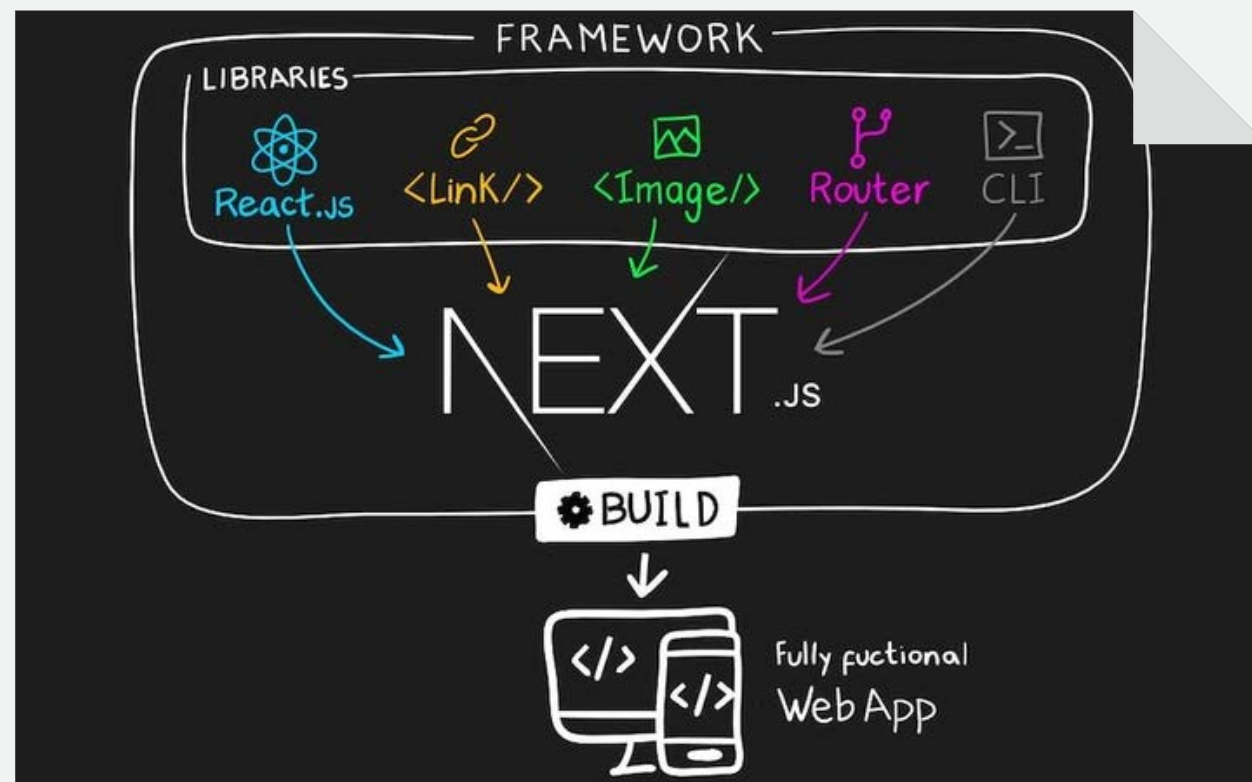 FRAMEWORK
LIBRARIES
React.js
<Link/>
<Image/>
Router
CLI
NEXT.JS
BUILD
</>
</>
Fully fuctional
Web App